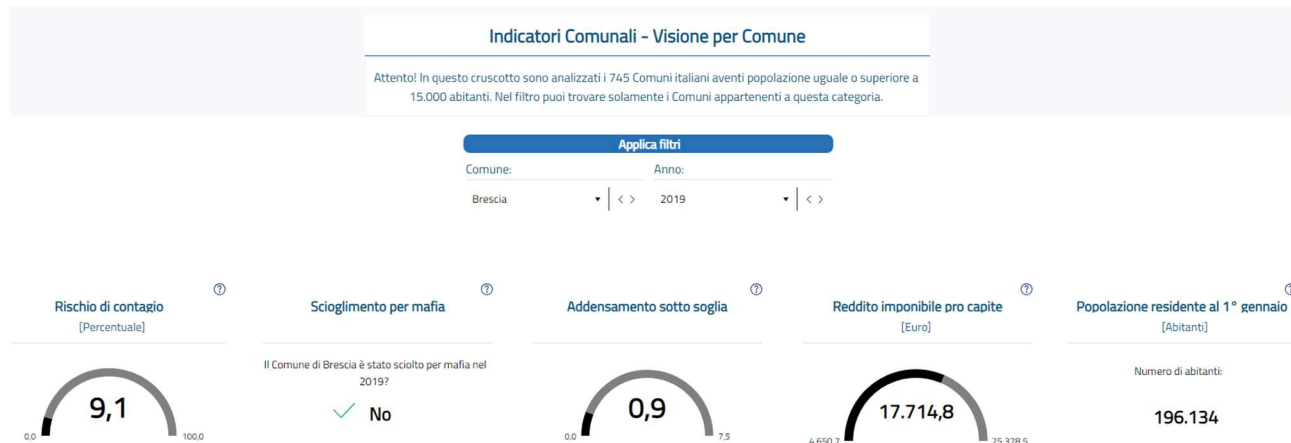 Indicatori Comunali - Visione per Comune
Attento! In questo cruscotto sono analizzati i 745 Comuni italiani aventi popolazione uguale o superiore a
15.000 abitanti. Nel filtro puoi trovare solamente i Comuni appartenenti a questa categoria.
Applica filtri
Comune:
Anno:
Brescia
2019
Rischio di contagio
[Percentuale]
9,1
0,0
100,0
Scioglimento per mafia
Il Comune di Brescia è stato sciolto per mafia nel
2019?
No
Addensamento sotto soglia
0,9
0,0
7,5
Reddito imponibile pro capite
[Euro]
17.714,8
4.650,7
25.378,5
Popolazione residente al 1° gennaio
[Abitanti]
Numero di abitanti:
196.134